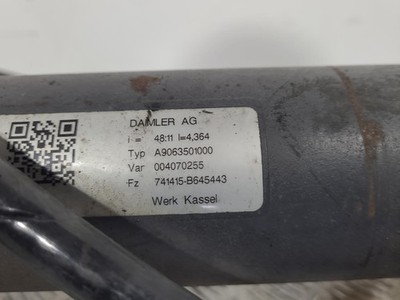 DAIMLER AG
i = 48:11 I=4,364
Typ A9063501000
Var 004070255
Fz 741415-B645443
Werk Kassel